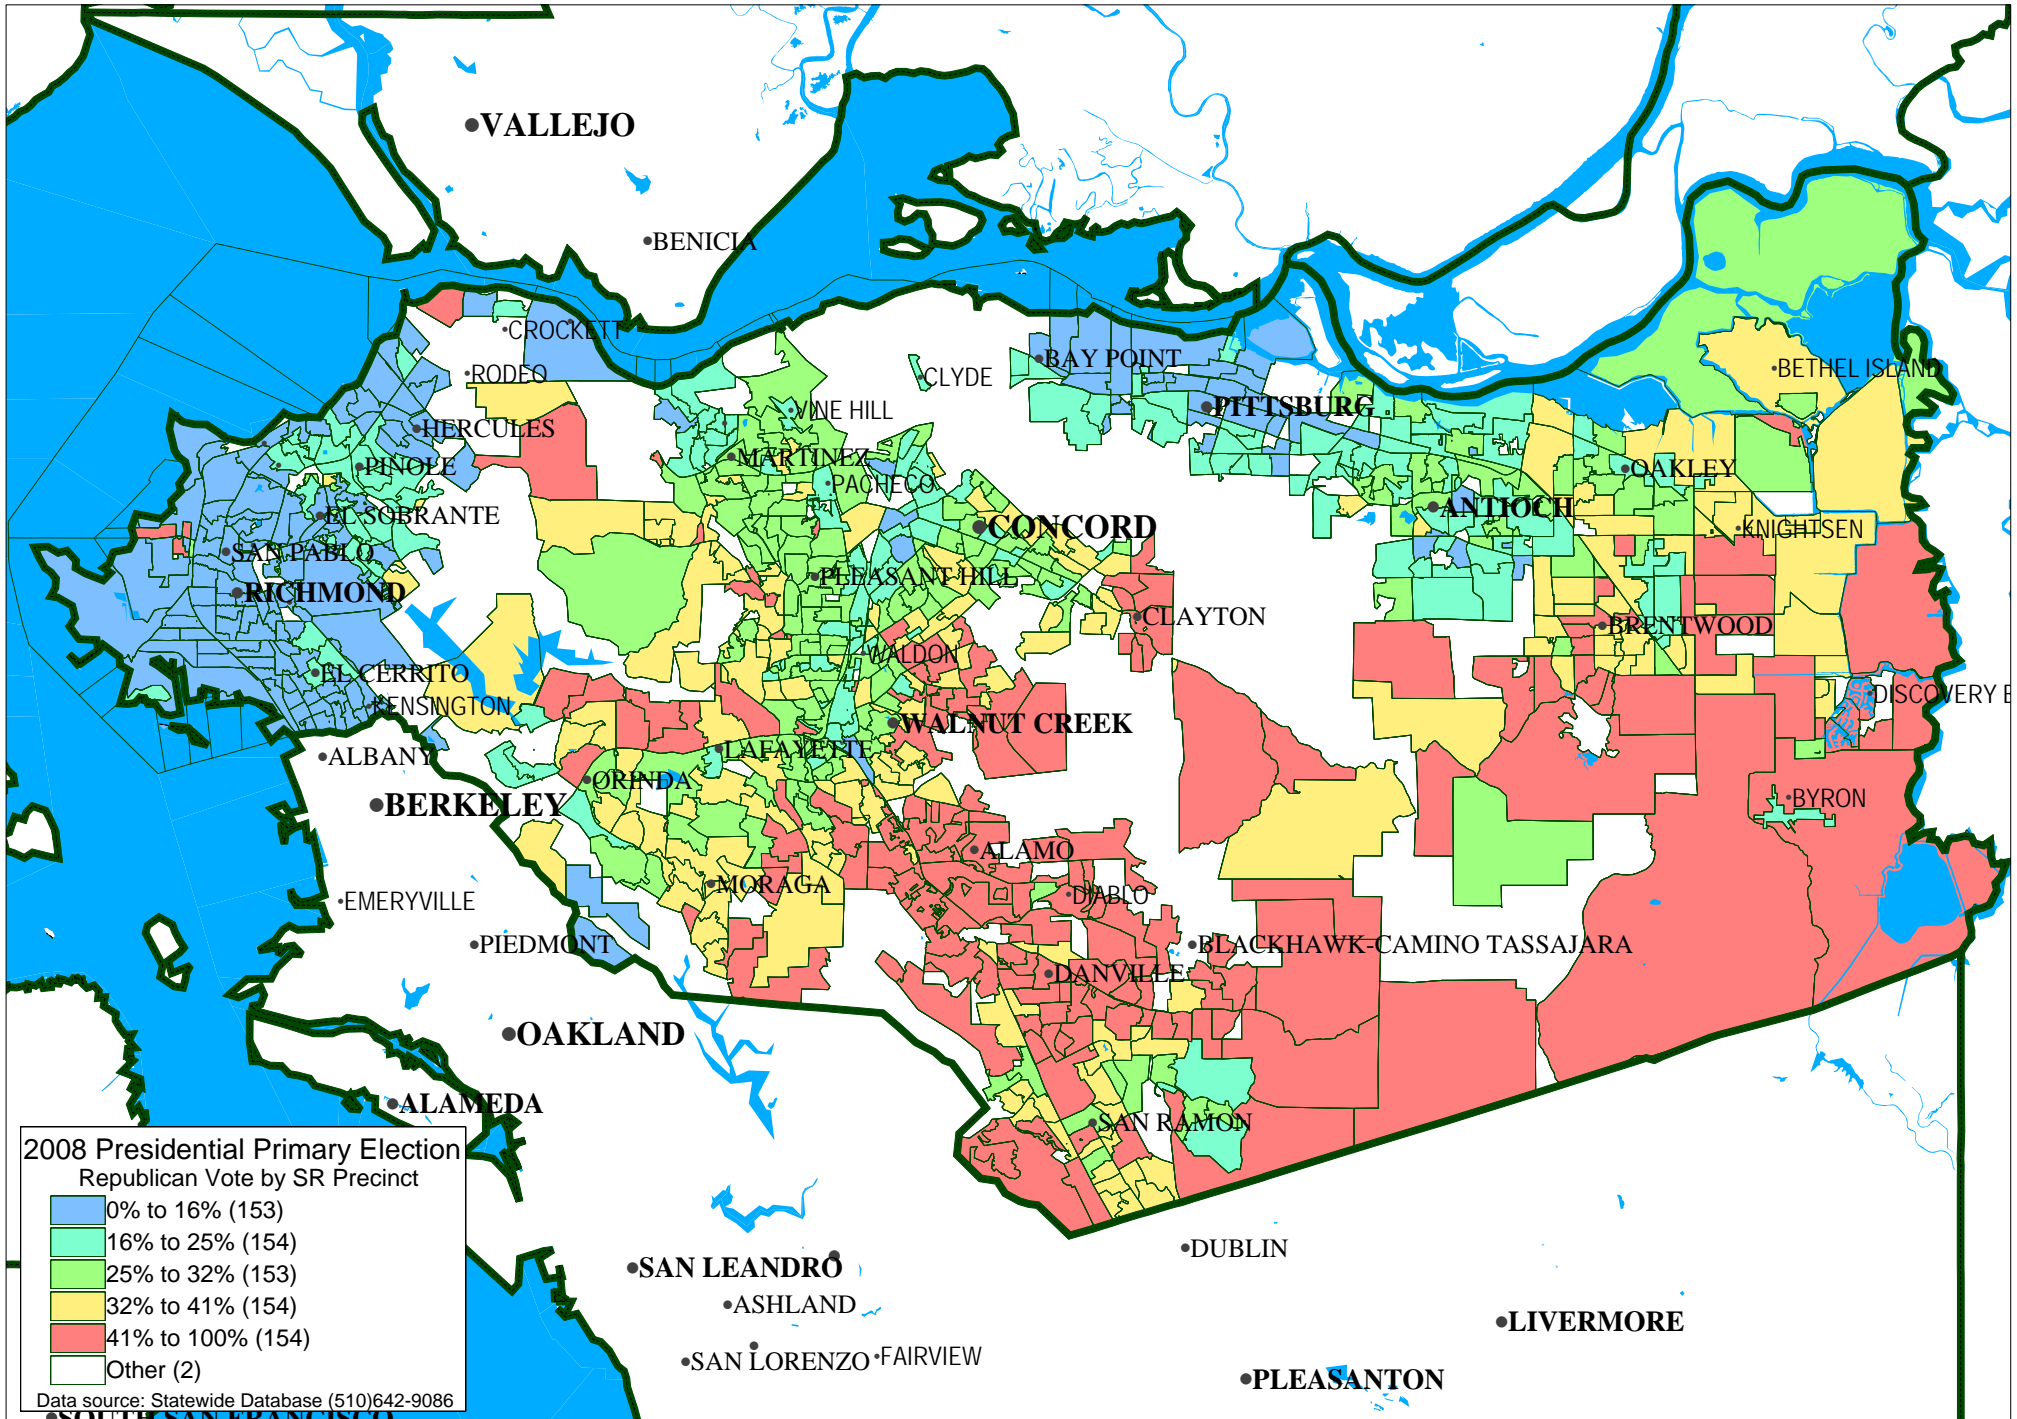 VALLEJO
BENICIA
CROCKETT
RODEO
CLYDE
BAY POINT
BETHEL ISLAND
VINE HILL
PITTSBURG
HERCULES
MARTINEZ
PINOLE
OAKLEY
PACHECO
ANTIOCH
EL SOBRANTE
CONCORD
KNIGHTSEN
SAN PABLO
PLEASANT HILL
RICHMOND
CLAYTON
BRENTWOOD
WALDON
EL CERRITO
DISCOVERY B
KENSINGTON
WALNUT CREEK
LAFAYETTE
ALBANY
ORINDA
BYRON
BERKELEY
ALAMO
MORAGA
DIABLO
EMERYVILLE
PIEDMONT
BLACKHAWK-CAMINO TASSAJARA
DANVILLE
OAKLAND
ALAMEDA
SAN RAMON
2008 Presidential Primary Election
Republican Vote by SR Precinct
0% to 16% (153)
16% to 25% (154)
25% to 32% (153)
32% to 41% (154)
41% to 100% (154)
Other (2)
Data source: Statewide Database (510)642-9086
DUBLIN
SAN LEANDRO
ASHLAND
LIVERMORE
SAN LORENZO
FAIRVIEW
PLEASANTON
SOUTH SAN FRANCISCO